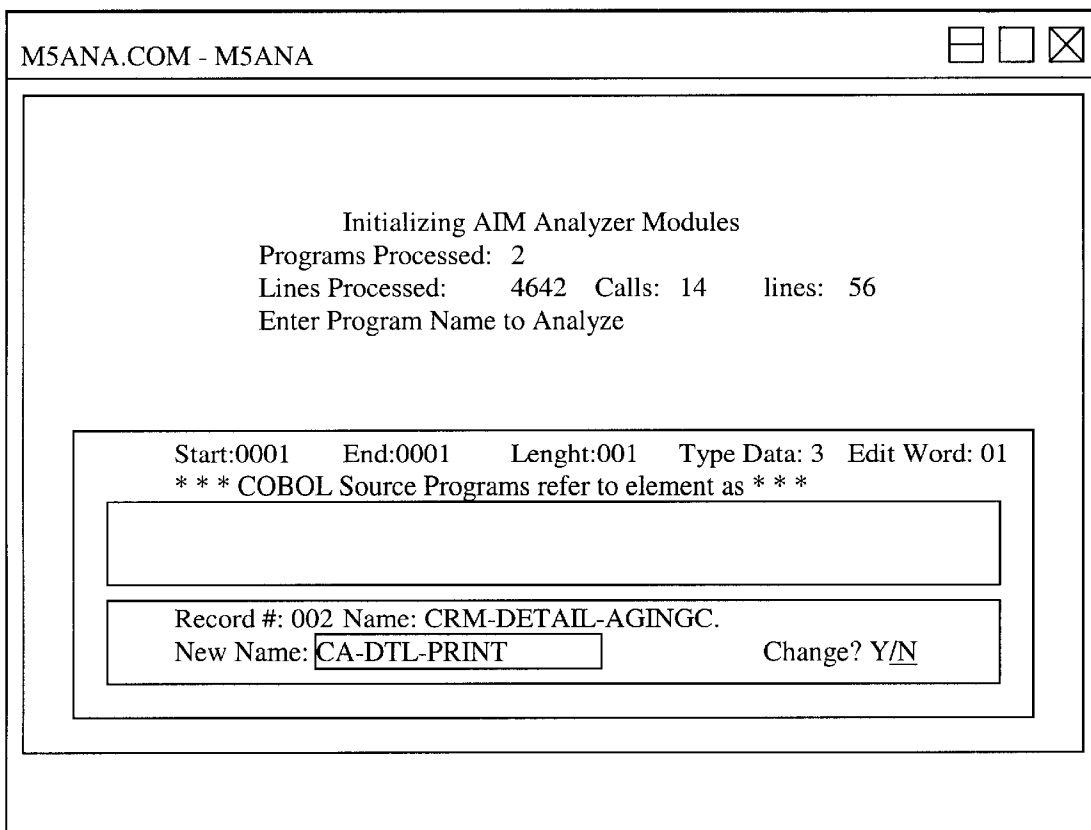 M5ANA.COM - M5ANA
Initializing AIM Analyzer Modules
Programs Processed: 2
Lines Processed: 4642 Calls: 14 lines: 56
Enter Program Name to Analyze
Start:0001 End:0001 Lenght:001 Type Data: 3 Edit Word: 01
* * * COBOL Source Programs refer to element as * * *
Record #: 002 Name: CRM-DETAIL-AGINGC.
New Name: CA-DTL-PRINT Change? Y/N